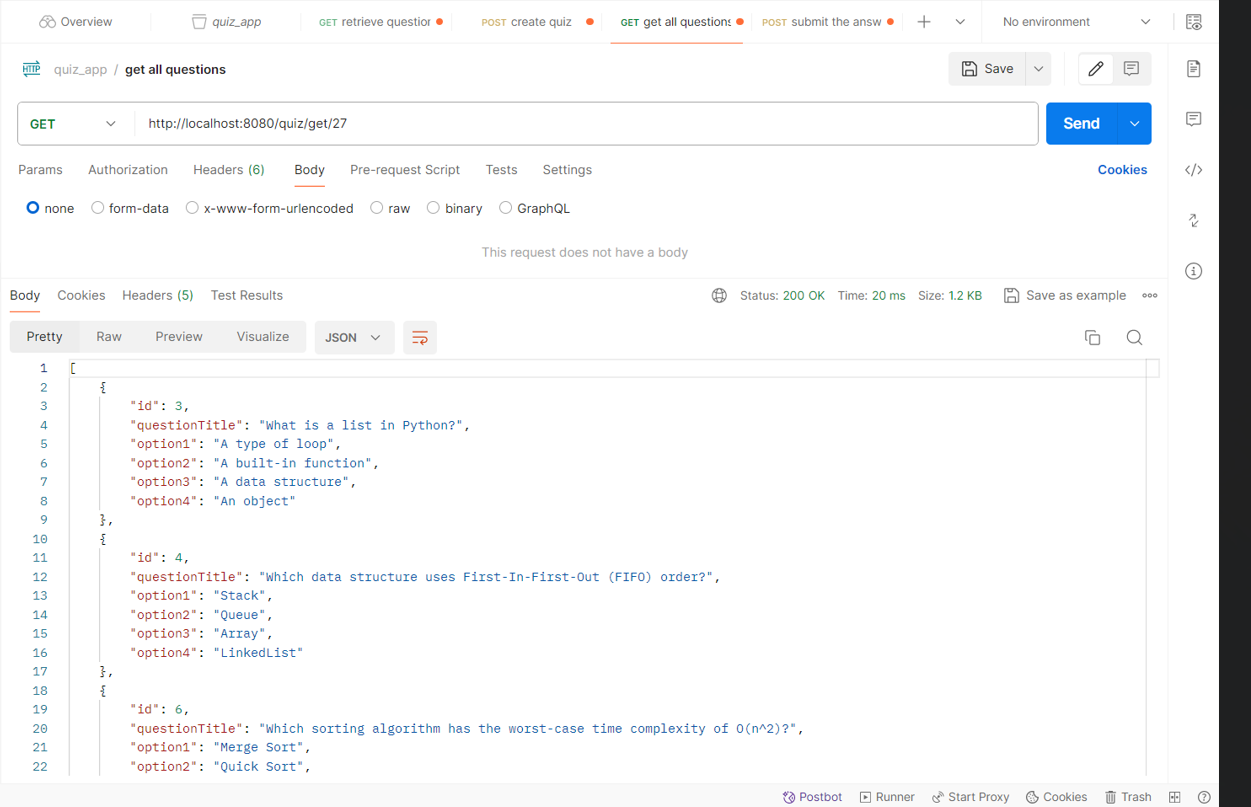 Overview quiz_app GET retrieve question POST create quiz GET get all questions POST submit the answ No environment
HTTP quiz_app / get all questions Save
GET http://localhost:8080/quiz/get/27 Send
Params Authorization Headers (6) Body Pre-request Script Tests Settings Cookies
none form-data x-www-form-urlencoded raw binary GraphQL
This request does not have a body
Body Cookies Headers (5) Test Results Status: 200 OK Time: 20 ms Size: 1.2 KB Save as example
Pretty Raw Preview Visualize JSON
1 [
2 {
3 "id": 3,
4 "questionTitle": "What is a list in Python?",
5 "option1": "A type of loop",
6 "option2": "A built-in function",
7 "option3": "A data structure",
8 "option4": "An object"
9 },
10 {
11 "id": 4,
12 "questionTitle": "Which data structure uses First-In-First-Out (FIFO) order?",
13 "option1": "Stack",
14 "option2": "Queue",
15 "option3": "Array",
16 "option4": "LinkedList"
17 },
18 {
19 "id": 6,
20 "questionTitle": "Which sorting algorithm has the worst-case time complexity of O(n^2)?",
21 "option1": "Merge Sort",
22 "option2": "Quick Sort",
Postbot Runner Start Proxy Cookies Trash